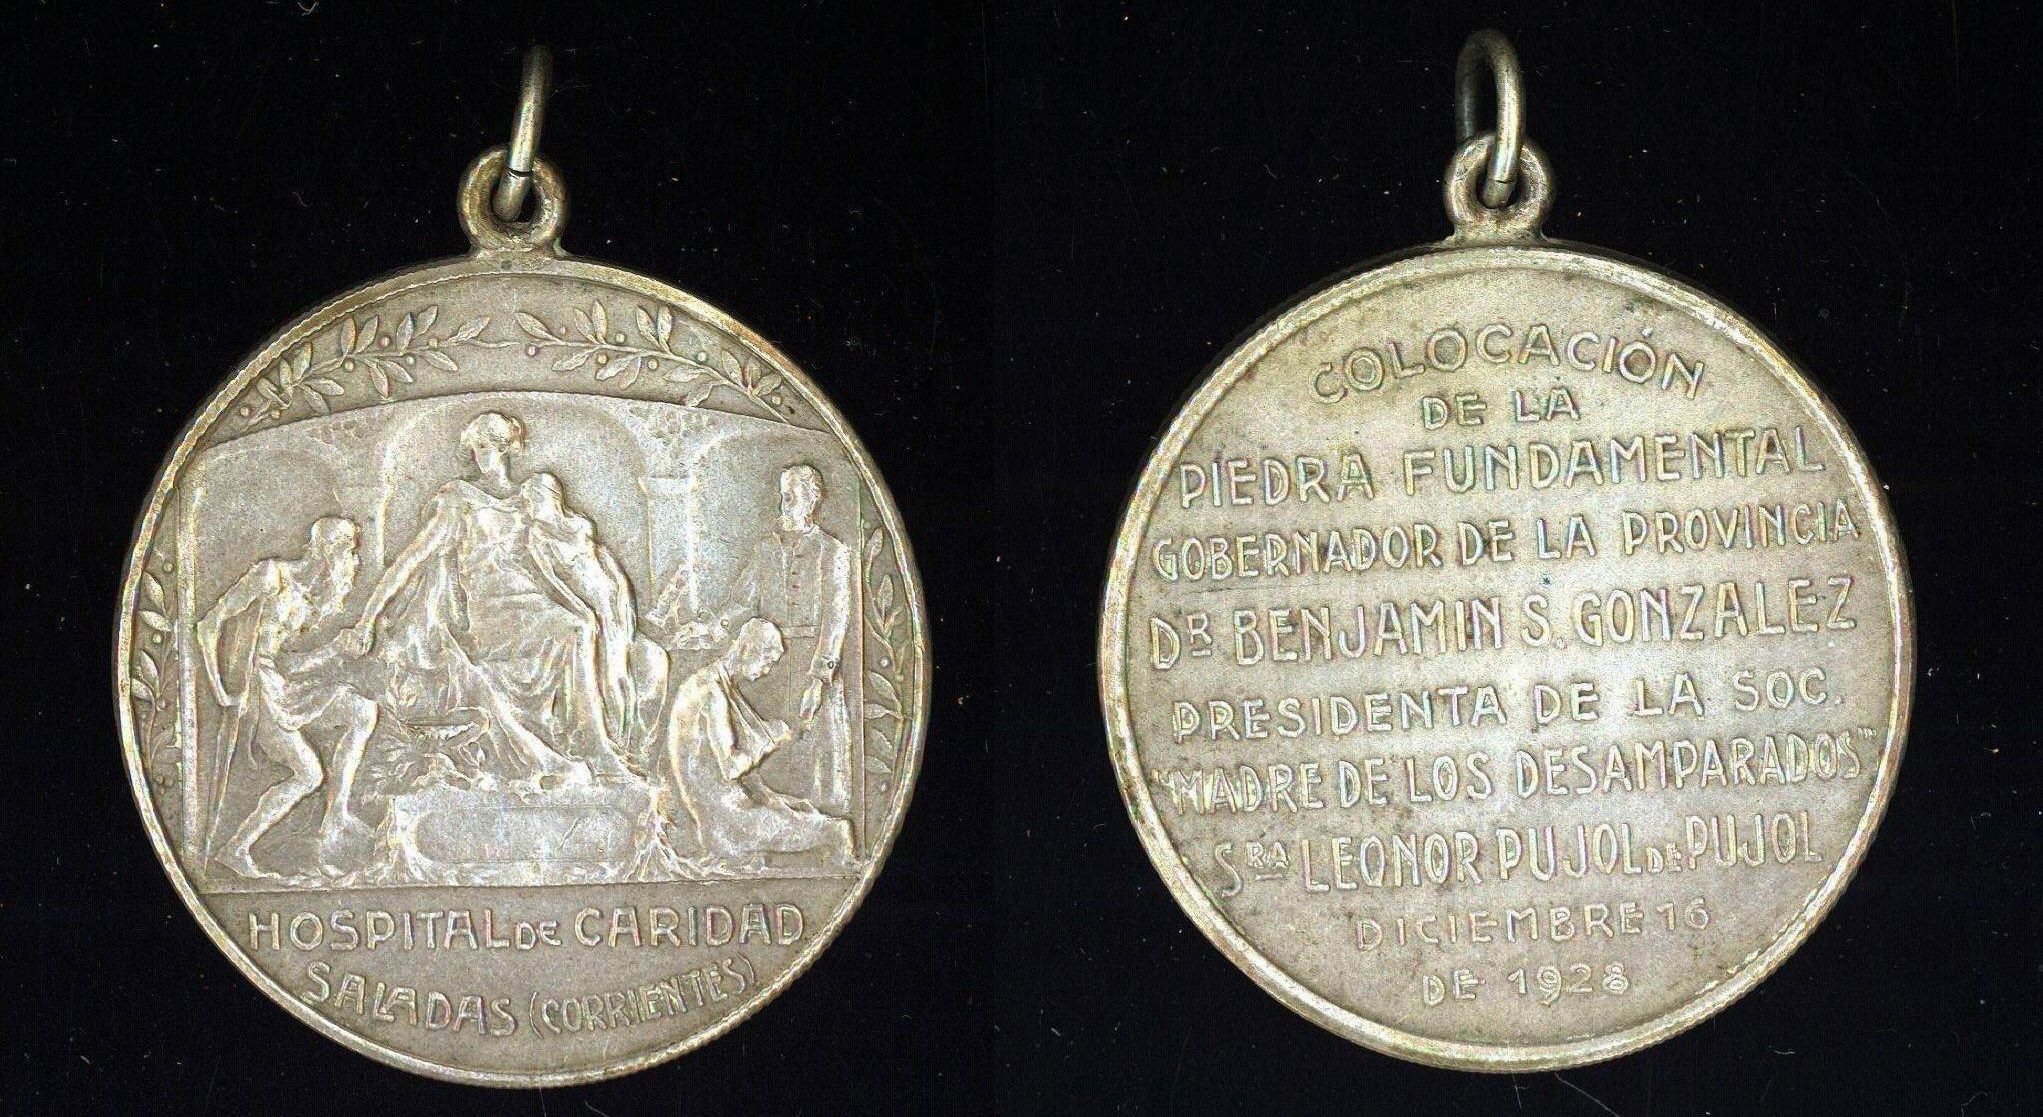 HOSPITAL DE CARIDAD
SALADAS (CORRIENTES)
COLOCACIÓN
DE LA
PIEDRA FUNDAMENTAL
GOBERNADOR DE LA PROVINCIA
DR BENJAMIN S. GONZALEZ
PRESIDENTA DE LA SOC.
"MADRE DE LOS DESAMPARADOS"
SRA LEONOR PUJOL DE PUJOL
DICIEMBRE 16
DE 1928